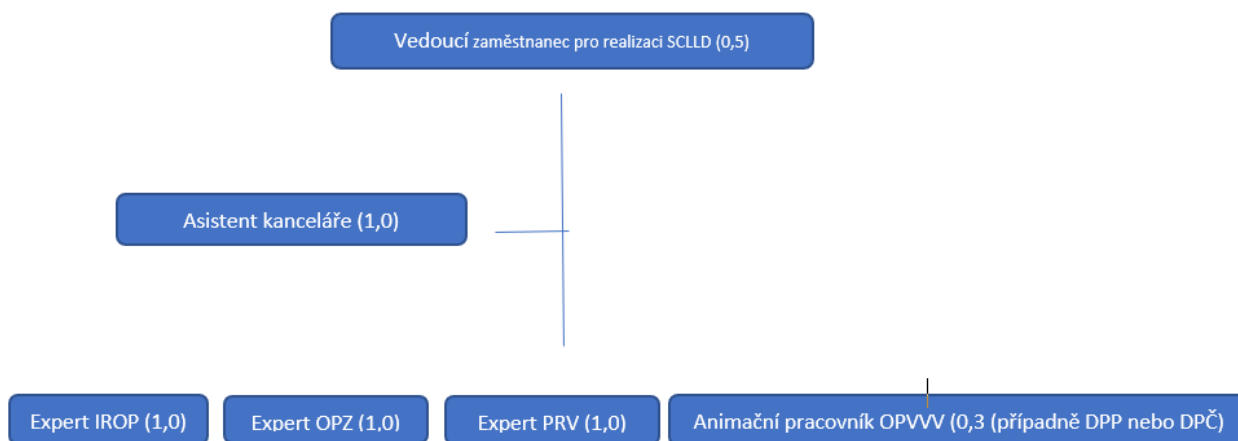 Vedoucí zaměstnanec pro realizaci SCLLD (0,5)
Asistent kanceláře (1,0)
Expert IROP (1,0)
Expert OPZ (1,0)
Expert PRV (1,0)
Animační pracovník OPVVV (0,3 (případně DPP nebo DPČ)